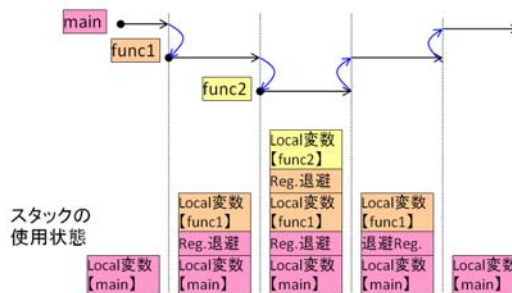 main
func1
func2
Local変数
【func2】
Reg.退避
Local変数
【func1】
Local変数
【func1】
Local変数
【func1】
スタックの
使用状態
Reg.退避
Reg.退避
退避Reg.
Local変数
【main】
Local変数
【main】
Local変数
【main】
Local変数
【main】
Local変数
【main】